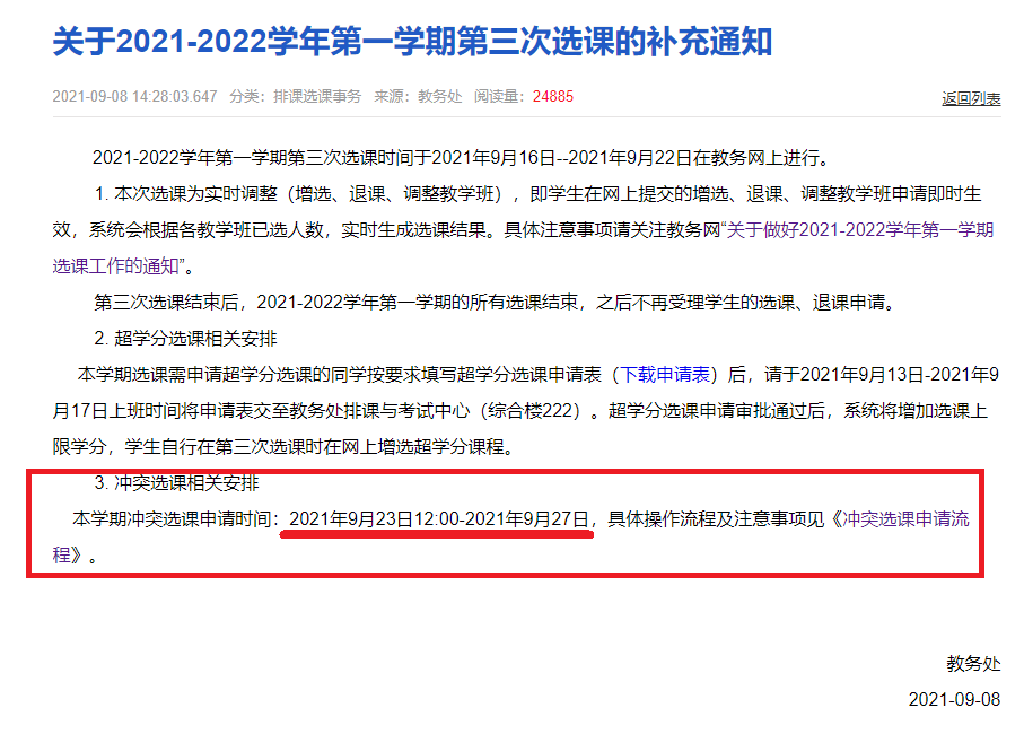 关于2021-2022学年第一学期第三次选课的补充通知
2021-09-08 14:28:03.647 分类：排课选课事务 来源：教务处 阅读量：24885 返回列表
2021-2022学年第一学期第三次选课时间于2021年9月16日--2021年9月22日在教务网上进行。
1. 本次选课为实时调整（增选、退课、调整教学班），即学生在网上提交的增选、退课、调整教学班申请即时生
效，系统会根据各教学班已选人数，实时生成选课结果。具体注意事项请关注教务网“关于做好2021-2022学年第一学期
选课工作的通知”。
第三次选课结束后，2021-2022学年第一学期的所有选课结束，之后不再受理学生的选课、退课申请。
2. 超学分选课相关安排
本学期选课需申请超学分选课的同学按要求填写超学分选课申请表（下载申请表）后，请于2021年9月13日-2021年9
月17日上班时间将申请表交至教务处排课与考试中心（综合楼222）。超学分选课申请审批通过后，系统将增加选课上
限学分，学生自行在第三次选课时在网上增选超学分课程。
3. 冲突选课相关安排
本学期冲突选课申请时间：2021年9月23日12:00-2021年9月27日，具体操作流程及注意事项见《冲突选课申请流
程》。
教务处
2021-09-08